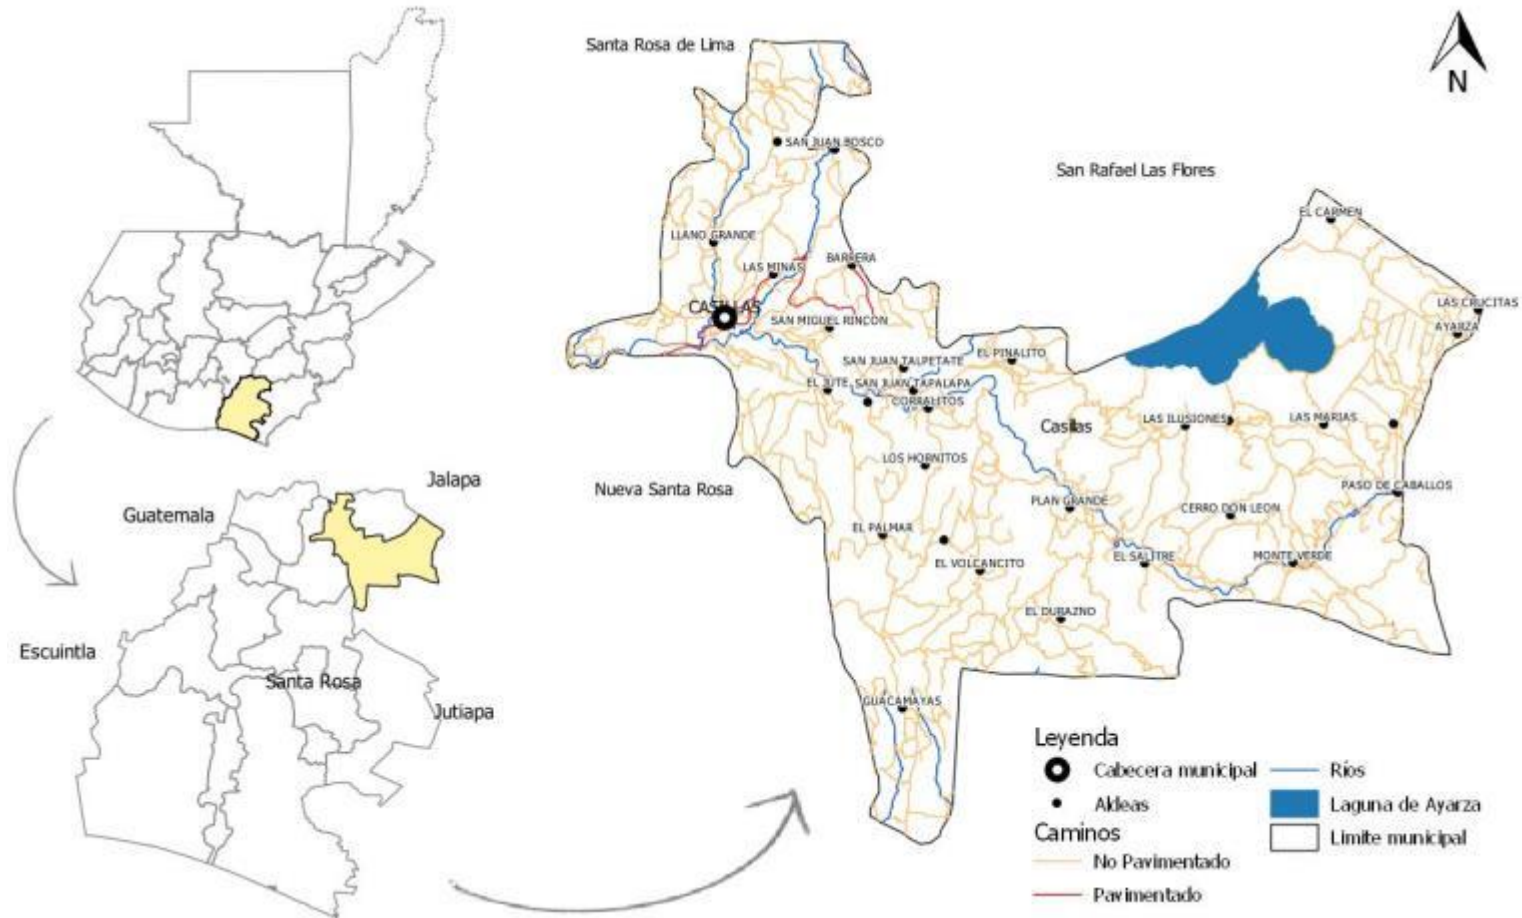 Santa Rosa de Lima
N
SAN JUAN BOSCO
San Rafael Las Flores
EL CARMEN
LLANO GRANDE
BARRERA
LAS MINAS
LAS CRUCITAS
CASILLAS
SAN MIGUEL RINCON
AYARZA
EL PINALITO
SAN JUAN TALPETATE
EL JUTE
SAN JUAN TAPALAPA
CORRALITOS
LAS ILUSIONES
LAS MARIAS
Casillas
LOS HORNITOS
Nueva Santa Rosa
PASO DE CABALLOS
PLAN GRANDE
CERRO DON LEON
EL PALMAR
EL SALITRE
MONTE VERDE
EL VOLCANCITO
EL DURAZNO
GUACAMAYAS
Jalapa
Guatemala
Escuintla
Santa Rosa
Jutiapa
Leyenda
Cabecera municipal
Aldeas
Caminos
No Pavimentado
Pavimentado
Ríos
Laguna de Ayarza
Límite municipal